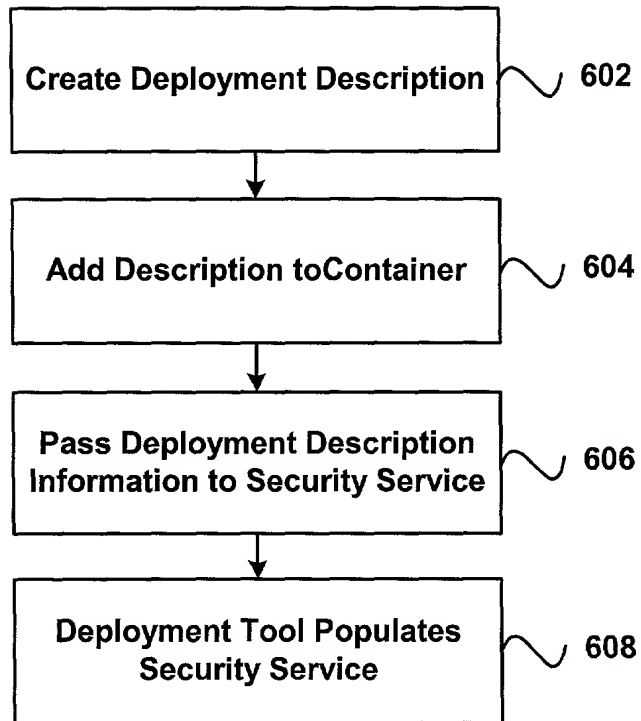 Create Deployment Description
602
Add Description toContainer
604
Pass Deployment Description
Information to Security Service
606
Deployment Tool Populates
Security Service
608